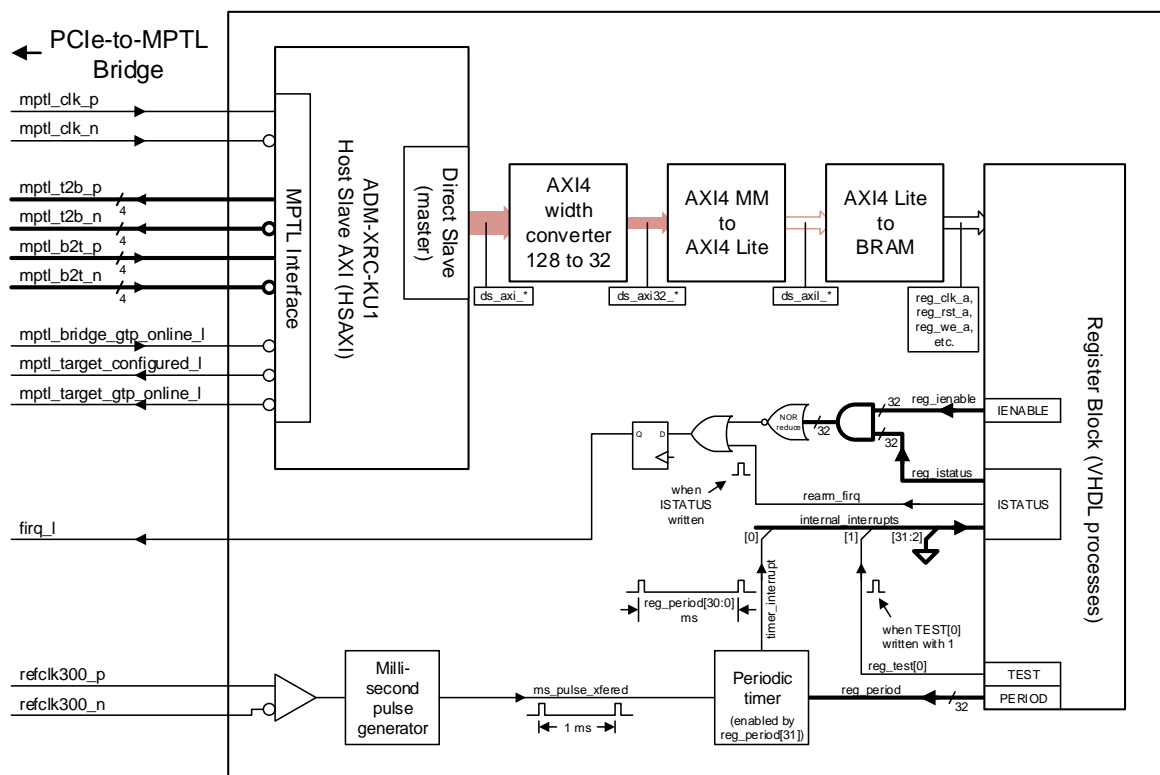 PCIe-to-MPTL
Bridge
mptl_clk_p
mptl_clk_n
mptl_t2b_p
4
mptl_t2b_n
4
mptl_b2t_p
4
mptl_b2t_n
4
mptl_bridge_gtp_online_l
mptl_target_configured_l
mptl_target_gtp_online_l
MPTL Interface
ADM-XRC-KU1
Host Slave AXI (HSAXI)
Direct Slave
(master)
ds_axi_*
AXI4
width
converter
128 to 32
ds_axi32_*
AXI4 MM
to
AXI4 Lite
ds_axil_*
AXI4 Lite
to
BRAM
reg_clk_a,
reg_rst_a,
reg_we_a,
etc.
Register Block (VHDL processes)
reg_ienable
32
IENABLE
32
reg_istatus
ISTATUS
NOR
reduce
32
Q
D
when
ISTATUS
written
rearm_firq
firq_l
internal_interrupts
[0]
[1]
[31:2]
timer_interrupt
reg_period[30:0]
ms
when TEST[0]
written with 1
reg_test[0]
TEST
reg_period
32
PERIOD
refclk300_p
refclk300_n
Milli-
second
pulse
generator
ms_pulse_xfered
1 ms
Periodic
timer
(enabled by
reg_period[31])